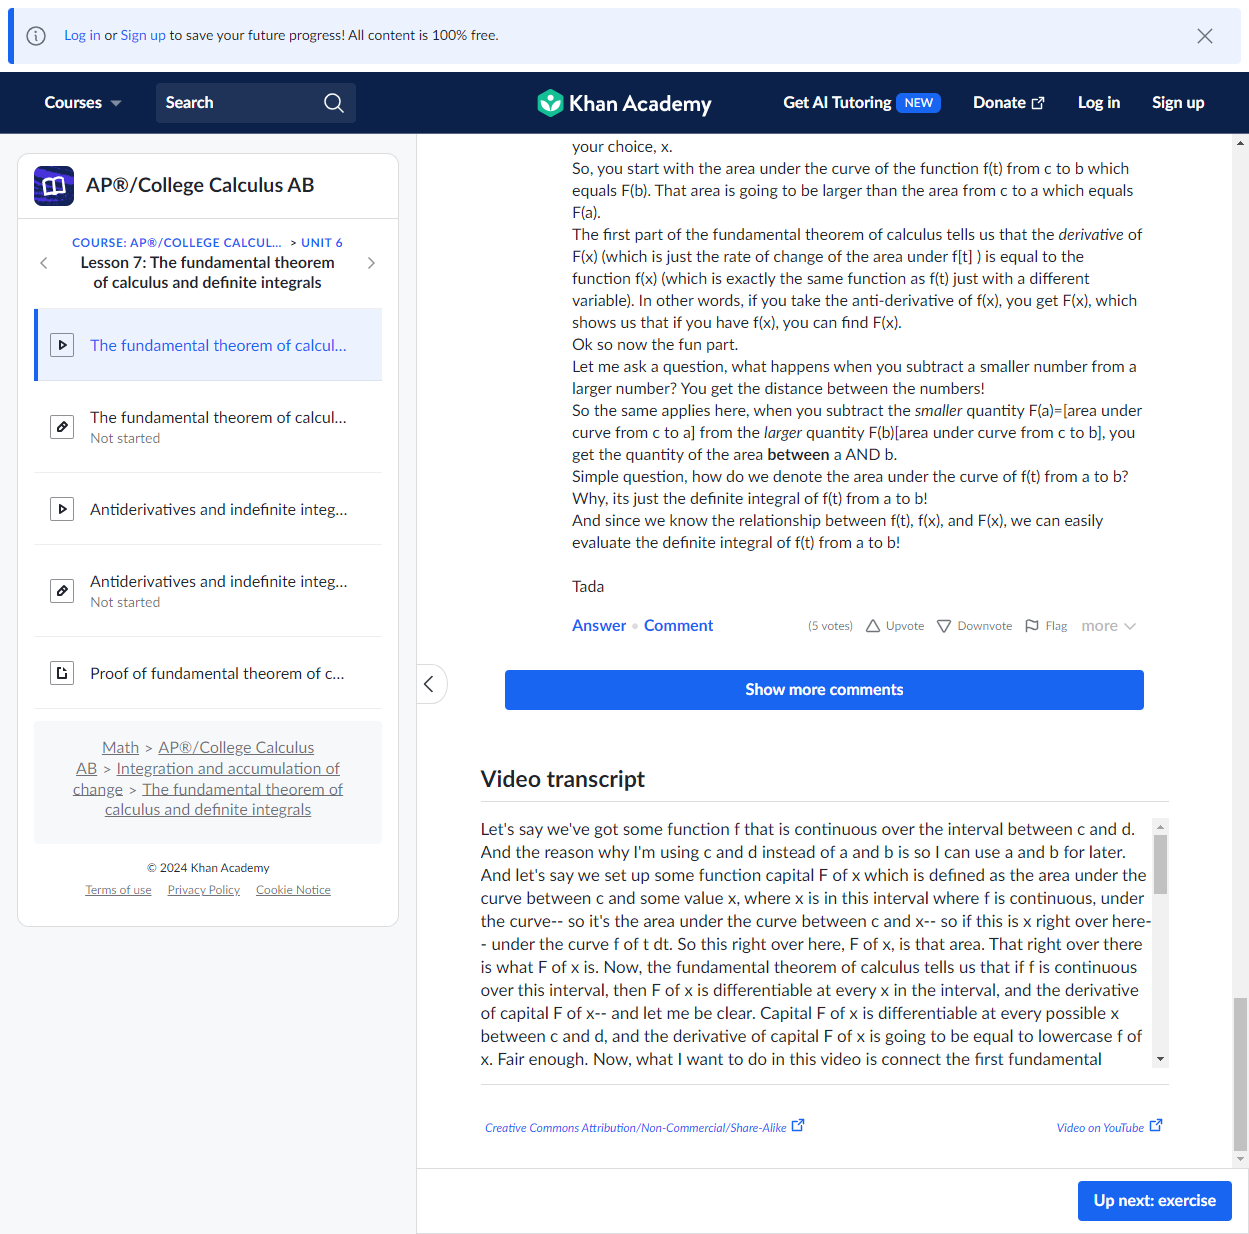 Log in or Sign up to save your future progress! All content is 100% free.
Courses
Search
Khan Academy
Get AI Tutoring NEW
Donate
Log in
Sign up
AP®/College Calculus AB
COURSE: AP®/COLLEGE CALCUL... > UNIT 6
Lesson 7: The fundamental theorem
of calculus and definite integrals
The fundamental theorem of calcul...
The fundamental theorem of calcul...
Not started
Antiderivatives and indefinite integ...
Antiderivatives and indefinite integ...
Not started
Proof of fundamental theorem of c...
Math > AP®/College Calculus
AB > Integration and accumulation of
change > The fundamental theorem of
calculus and definite integrals
© 2024 Khan Academy
Terms of use Privacy Policy Cookie Notice
your choice, x.
So, you start with the area under the curve of the function f(t) from c to b which
equals F(b). That area is going to be larger than the area from c to a which equals
F(a).
The first part of the fundamental theorem of calculus tells us that the derivative of
F(x) (which is just the rate of change of the area under f[t] ) is equal to the
function f(x) (which is exactly the same function as f(t) just with a different
variable). In other words, if you take the anti-derivative of f(x), you get F(x), which
shows us that if you have f(x), you can find F(x).
Ok so now the fun part.
Let me ask a question, what happens when you subtract a smaller number from a
larger number? You get the distance between the numbers!
So the same applies here, when you subtract the smaller quantity F(a)=[area under
curve from c to a] from the larger quantity F(b)[area under curve from c to b], you
get the quantity of the area between a AND b.
Simple question, how do we denote the area under the curve of f(t) from a to b?
Why, its just the definite integral of f(t) from a to b!
And since we know the relationship between f(t), f(x), and F(x), we can easily
evaluate the definite integral of f(t) from a to b!
Tada
Answer • Comment (5 votes) Upvote Downvote Flag more
Show more comments
Video transcript
Let's say we've got some function f that is continuous over the interval between c and d.
And the reason why I'm using c and d instead of a and b is so I can use a and b for later.
And let's say we set up some function capital F of x which is defined as the area under the
curve between c and some value x, where x is in this interval where f is continuous, under
the curve-- so it's the area under the curve between c and x-- so if this is x right over here-
- under the curve f of t dt. So this right over here, F of x, is that area. That right over there
is what F of x is. Now, the fundamental theorem of calculus tells us that if f is continuous
over this interval, then F of x is differentiable at every x in the interval, and the derivative
of capital F of x-- and let me be clear. Capital F of x is differentiable at every possible x
between c and d, and the derivative of capital F of x is going to be equal to lowercase f of
x. Fair enough. Now, what I want to do in this video is connect the first fundamental
Creative Commons Attribution/Non-Commercial/Share-Alike
Video on YouTube
Up next: exercise